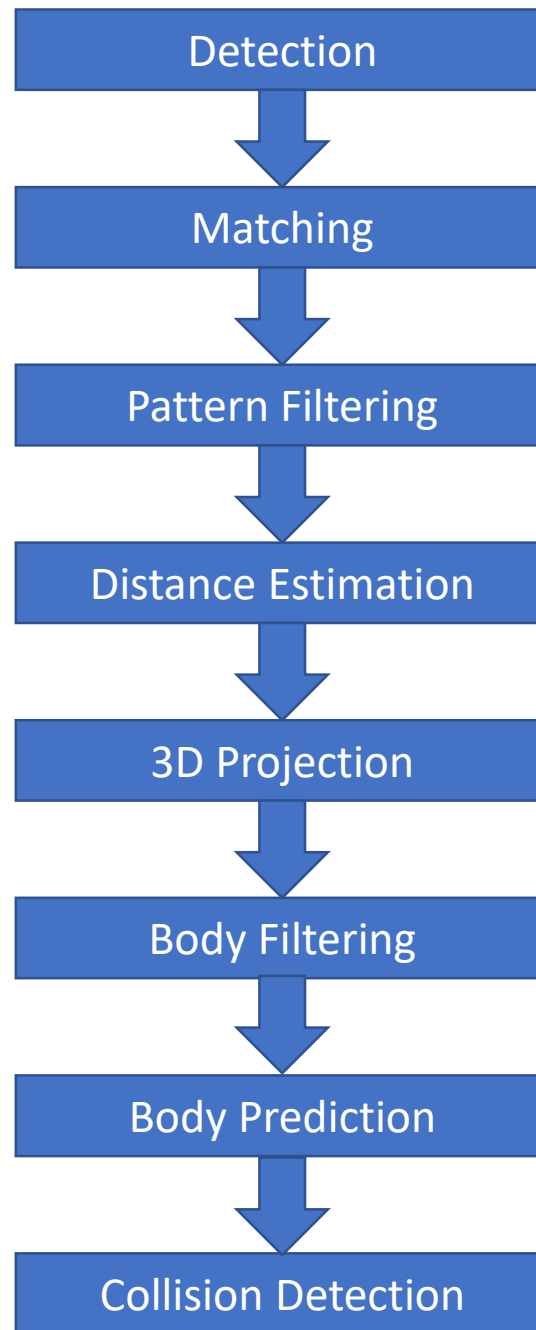 Detection
Matching
Pattern Filtering
Distance Estimation
3D Projection
Body Filtering
Body Prediction
Collision Detection